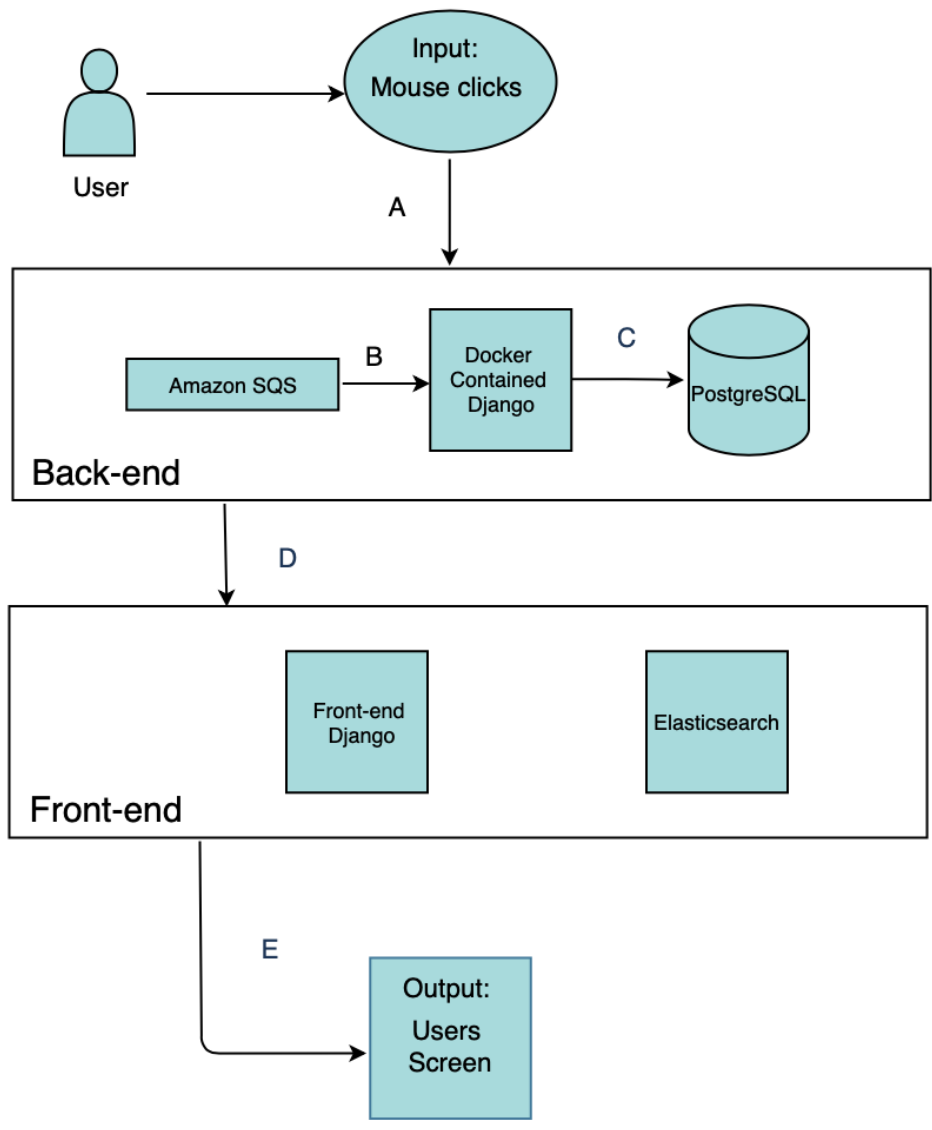 Input:
Mouse clicks
User
A
B
C
Docker
Contained
Django
Amazon SQS
PostgreSQL
Back-end
D
Front-end
Django
Elasticsearch
Front-end
E
Output:
Users
Screen